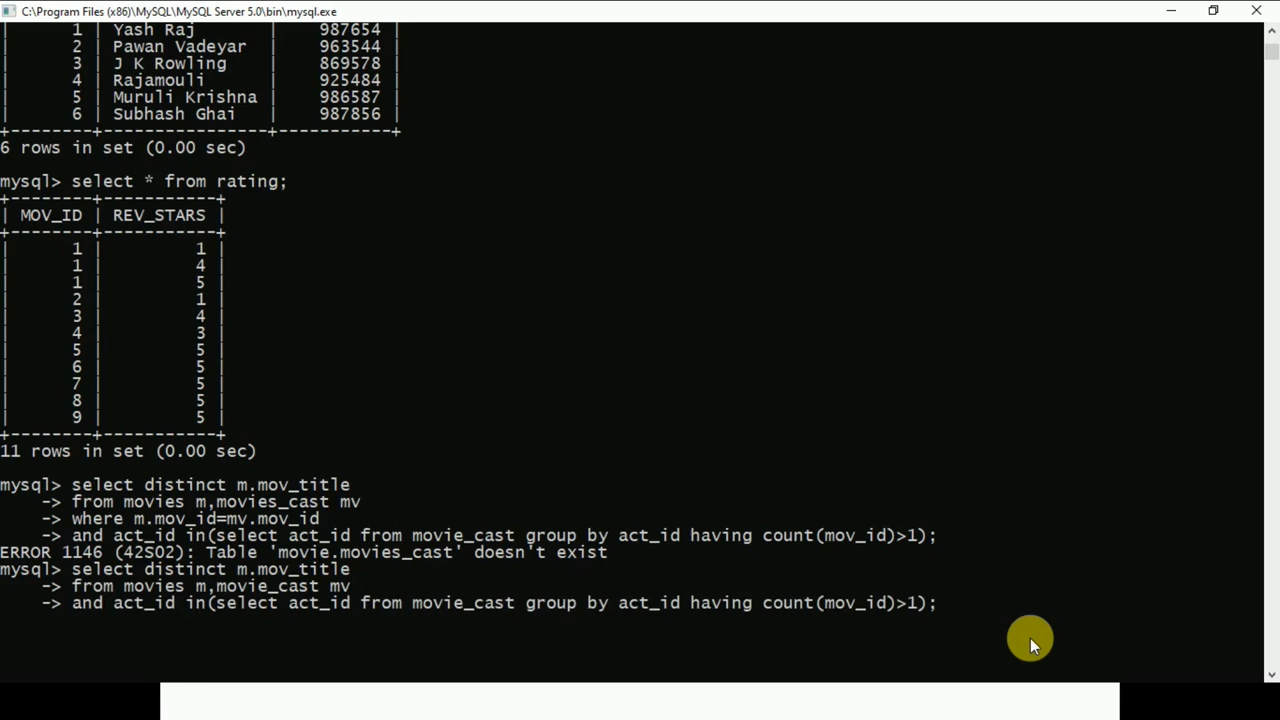 C:\Program Files (x86)\MySQL\MySQL Server 5.0\bin\mysql.exe
|      1 | Yash Raj       |    987654 |
|      2 | Pawan Vadeyar  |    963544 |
|      3 | J K Rowling    |    869578 |
|      4 | Rajamouli      |    925484 |
|      5 | Muruli Krishna |    986587 |
|      6 | Subhash Ghai   |    987856 |
+--------+----------------+-----------+
6 rows in set (0.00 sec)
mysql> select * from rating;
+--------+-----------+
| MOV_ID | REV_STARS |
+--------+-----------+
|      1 |         1 |
|      1 |         4 |
|      1 |         5 |
|      2 |         1 |
|      3 |         4 |
|      4 |         3 |
|      5 |         5 |
|      6 |         5 |
|      7 |         5 |
|      8 |         5 |
|      9 |         5 |
+--------+-----------+
11 rows in set (0.00 sec)
mysql> select distinct m.mov_title
    -> from movies m,movies_cast mv
    -> where m.mov_id=mv.mov_id
    -> and act_id in(select act_id from movie_cast group by act_id having count(mov_id)>1);
ERROR 1146 (42S02): Table 'movie.movies_cast' doesn't exist
mysql> select distinct m.mov_title
    -> from movies m,movie_cast mv
    -> and act_id in(select act_id from movie_cast group by act_id having count(mov_id)>1);